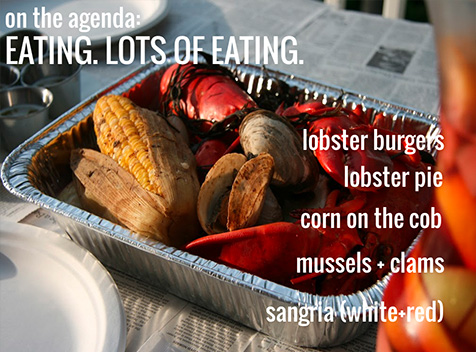 on the agenda:
EATING. LOTS OF EATING.
lobster burgers
lobster pie
corn on the cob
mussels + clams
sangria (white+red)